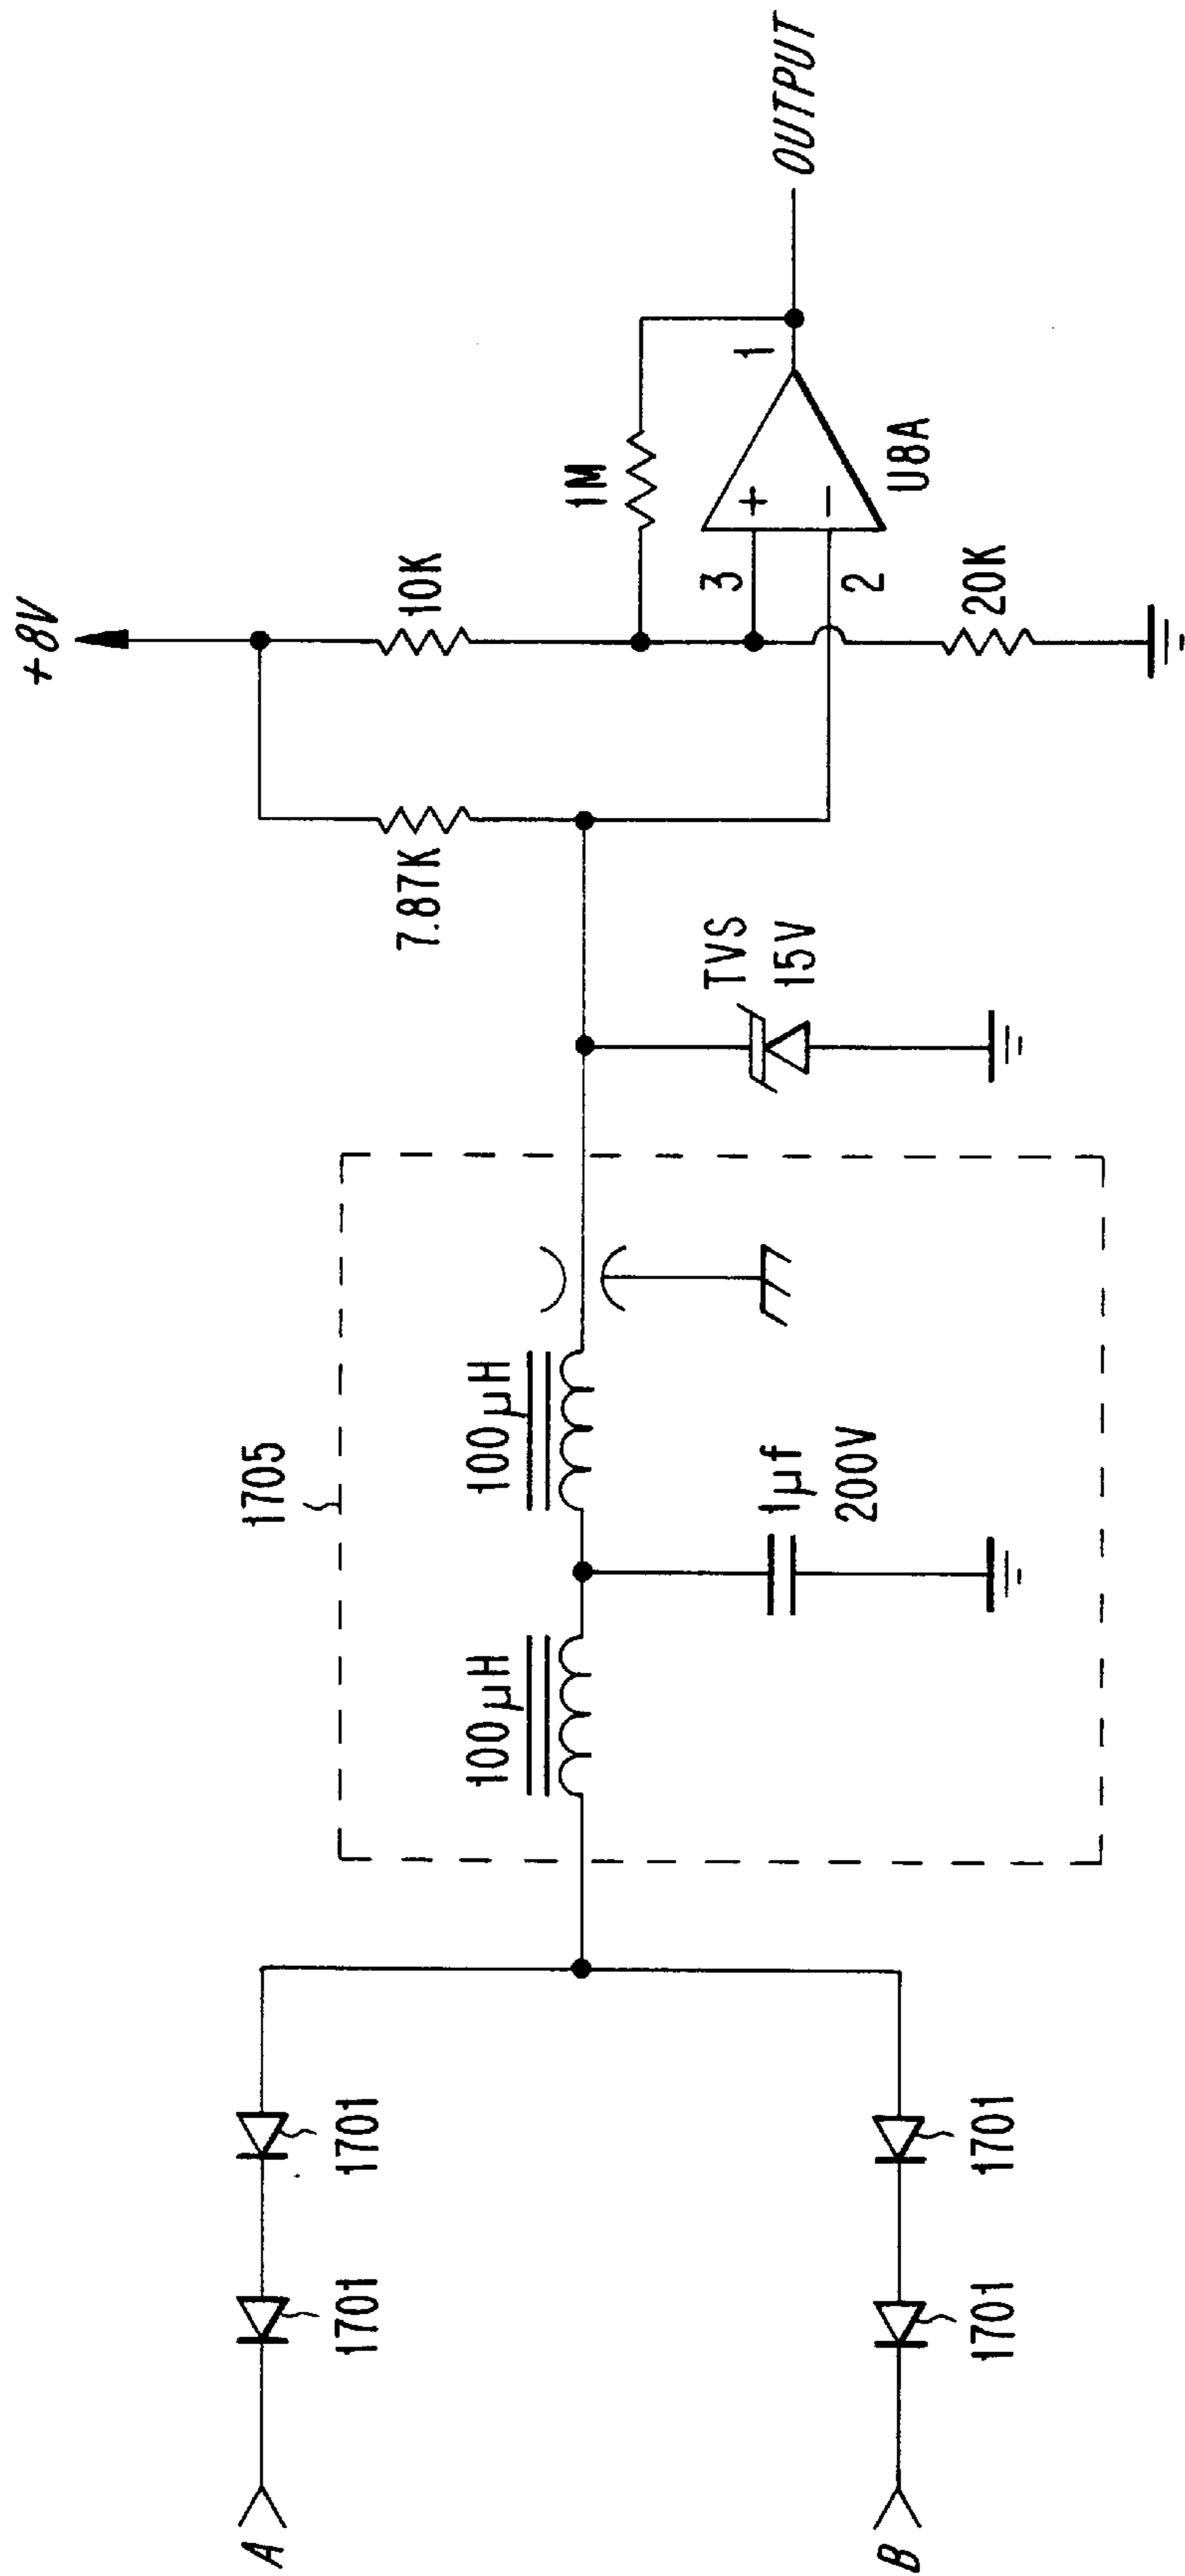 A
B
1701
1701
1701
1701
1705
100µH
100µH
1µf
200V
TVS
15V
7.87K
+8V
10K
20K
1M
3
2
+
−
1
U8A
OUTPUT